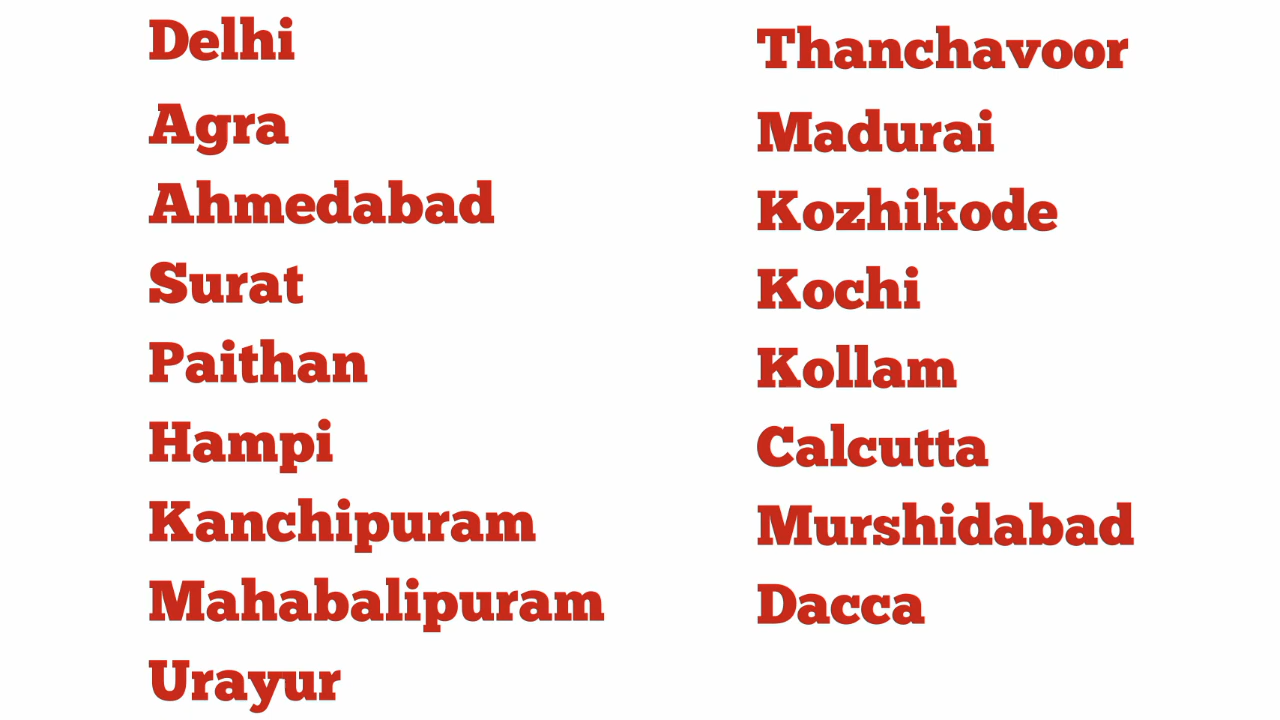 Delhi
Agra
Ahmedabad
Surat
Paithan
Hampi
Kanchipuram
Mahabalipuram
Urayur
Thanchavoor
Madurai
Kozhikode
Kochi
Kollam
Calcutta
Murshidabad
Dacca